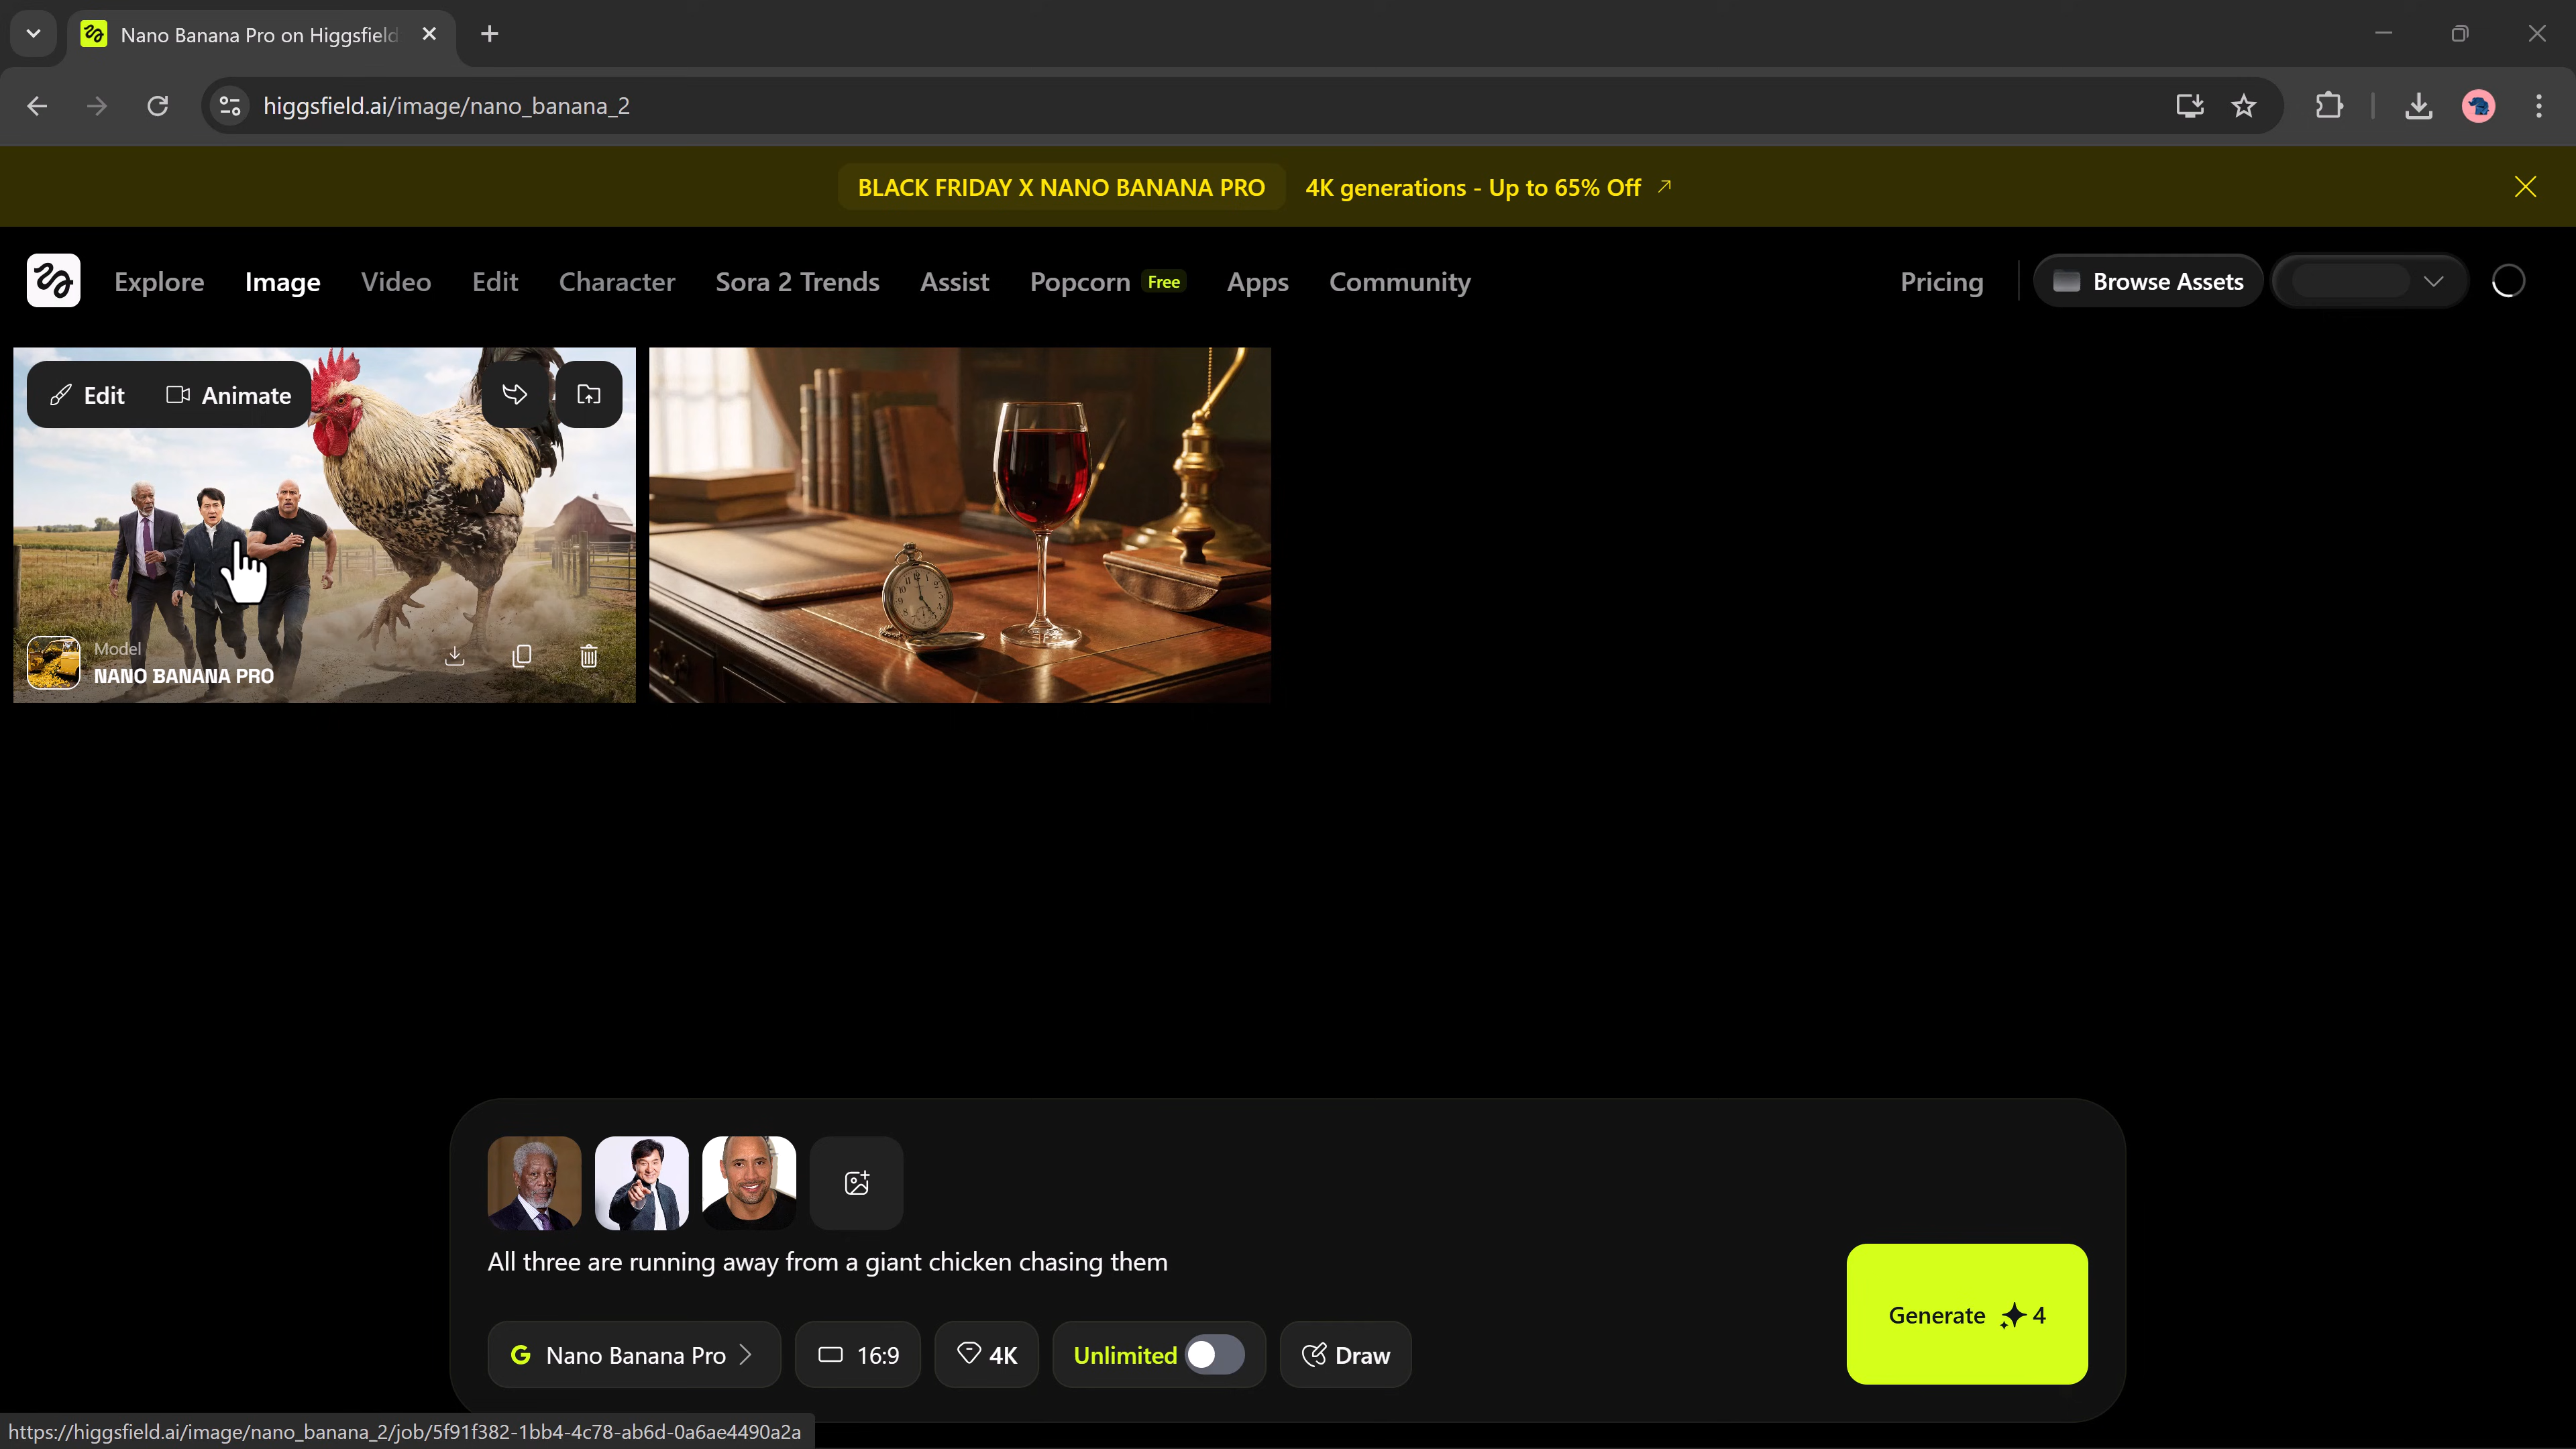 Nano Banana Pro on Higgsfield
higgsfield.ai/image/nano_banana_2
BLACK FRIDAY X NANO BANANA PRO 4K generations - Up to 65% Off
Explore Image Video Edit Character Sora 2 Trends Assist Popcorn Free Apps Community Pricing Browse Assets
Edit Animate
Model
NANO BANANA PRO
All three are running away from a giant chicken chasing them
Generate 4
G Nano Banana Pro 16:9 4K Unlimited Draw
https://higgsfield.ai/image/nano_banana_2/job/5f91f382-1bb4-4c78-ab6d-0a6ae4490a2a